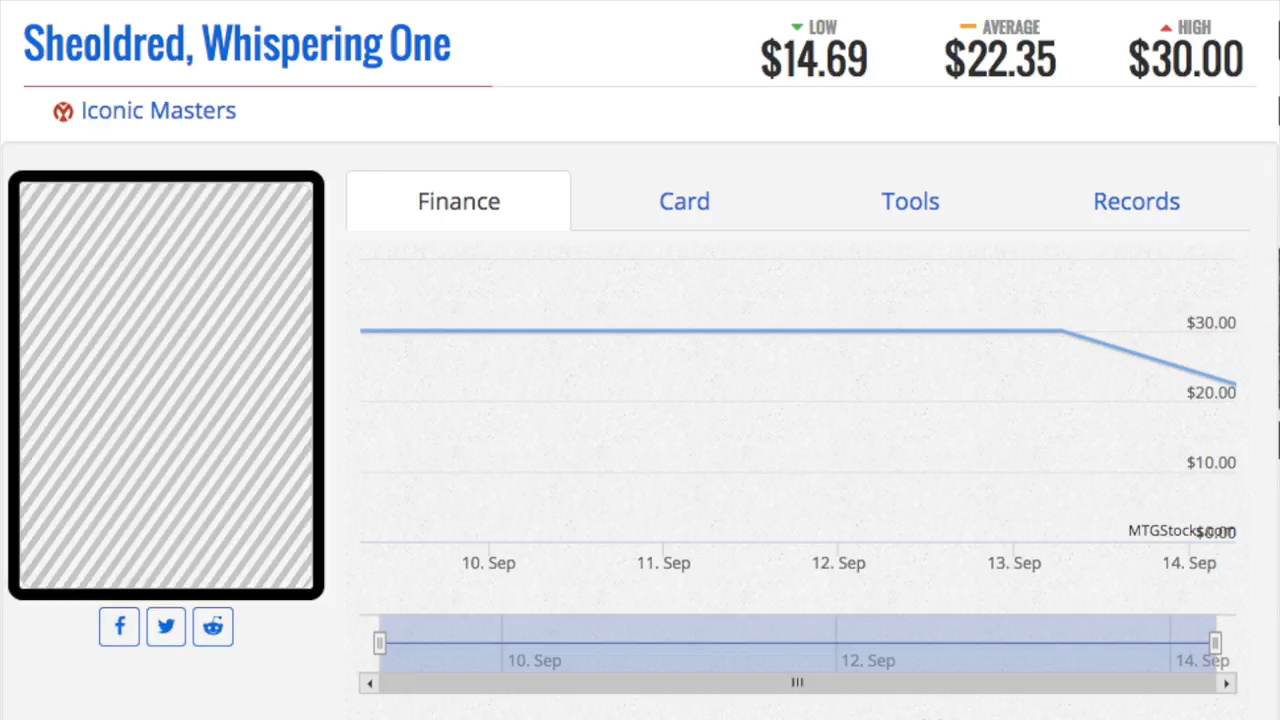 Sheoldred, Whispering One
LOW
$14.69
AVERAGE
$22.35
HIGH
$30.00
Iconic Masters
Finance
Card
Tools
Records
$30.00
$20.00
$10.00
MTGStocks.com
$0.00
10. Sep
11. Sep
12. Sep
13. Sep
14. Sep
10. Sep
12. Sep
14. Sep